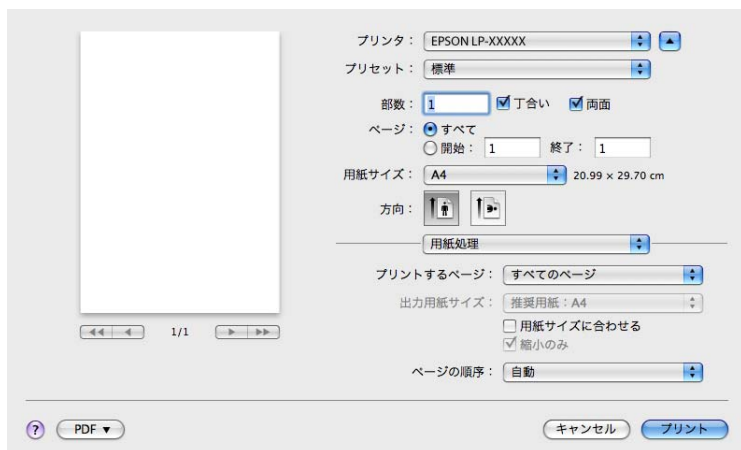 プリンタ： EPSON LP-XXXXX
プリセット： 標準
部数： 1 丁合い 両面
ページ： すべて
開始： 1 終了： 1
用紙サイズ： A4 20.99 × 29.70 cm
方向：
用紙処理
プリントするページ： すべてのページ
出力用紙サイズ： 推奨用紙：A4
用紙サイズに合わせる
縮小のみ
ページの順序： 自動
1/1
? PDF ▼ キャンセル プリント